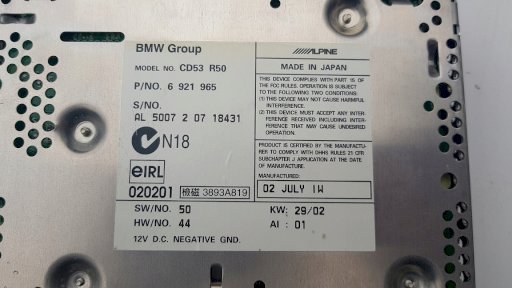 BMW Group
MODEL NO. CD53 R50
P/NO. 6 921 965
S/NO.
AL 5007 2 07 18431
N18
eIRL
020201 檢磁 3893A819
SW/NO. 50
HW/NO. 44
12V D.C. NEGATIVE GND.
ALPINE
MADE IN JAPAN
THIS DEVICE COMPLIES WITH PART 15 OF
THE FCC RULES. OPERATION IS SUBJECT
TO THE FOLLOWING TWO CONDITIONS:
(1) THIS DEVICE MAY NOT CAUSE HARMFUL
INTERFERENCE.
(2) THIS DEVICE MUST ACCEPT ANY INTER-
FERENCE RECEIVED INCLUDING INTER-
FERENCE THAT MAY CAUSE UNDESIRED
OPERATION.
PRODUCT IS CERTIFIED BY THE MANUFACTU-
RER TO COMPLY WITH DHHS RULES 21 CFR
SUBCHAPTER J APPLICATION AT THE DATE
OF MANUFACTURE.
MANUFACTURED:
02 JULY IW
KW: 29/02
AI : 01